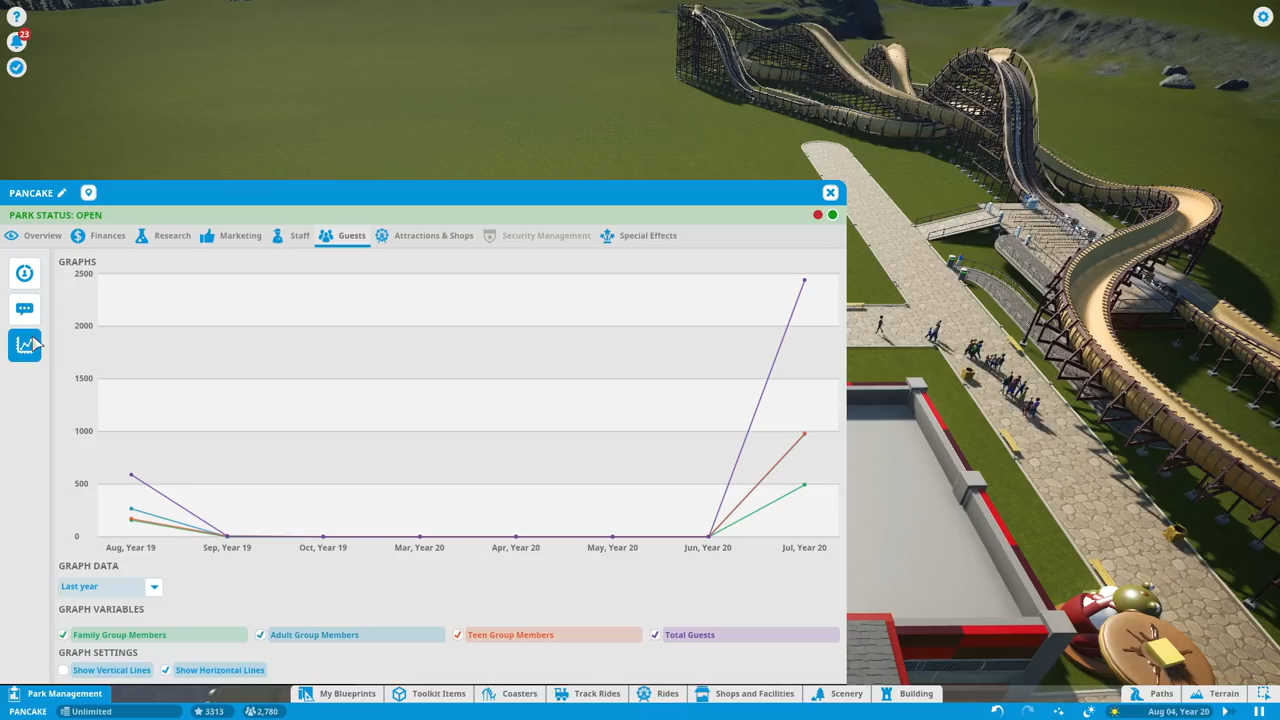 23
PANCAKE
PARK STATUS: OPEN
Overview Finances Research Marketing Staff Guests Attractions & Shops Security Management Special Effects
GRAPHS
2500
2000
1500
1000
500
0
Aug, Year 19 Sep, Year 19 Oct, Year 19 Mar, Year 20 Apr, Year 20 May, Year 20 Jun, Year 20 Jul, Year 20
GRAPH DATA
Last year
GRAPH VARIABLES
Family Group Members Adult Group Members Teen Group Members Total Guests
GRAPH SETTINGS
Show Vertical Lines Show Horizontal Lines
Park Management My Blueprints Toolkit Items Coasters Track Rides Rides Shops and Facilities Scenery Building Paths Terrain
PANCAKE Unlimited 3313 2,780 Aug 04, Year 20